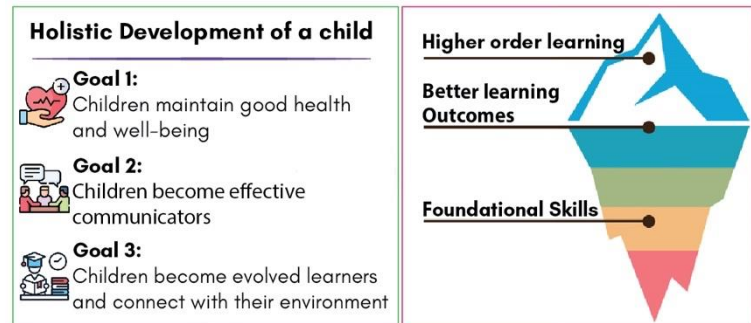 Holistic Development of a child
Goal 1:
Children maintain good health
and well-being
Goal 2:
Children become effective
communicators
Goal 3:
Children become evolved learners
and connect with their environment
Higher order learning
Better learning
Outcomes
Foundational Skills